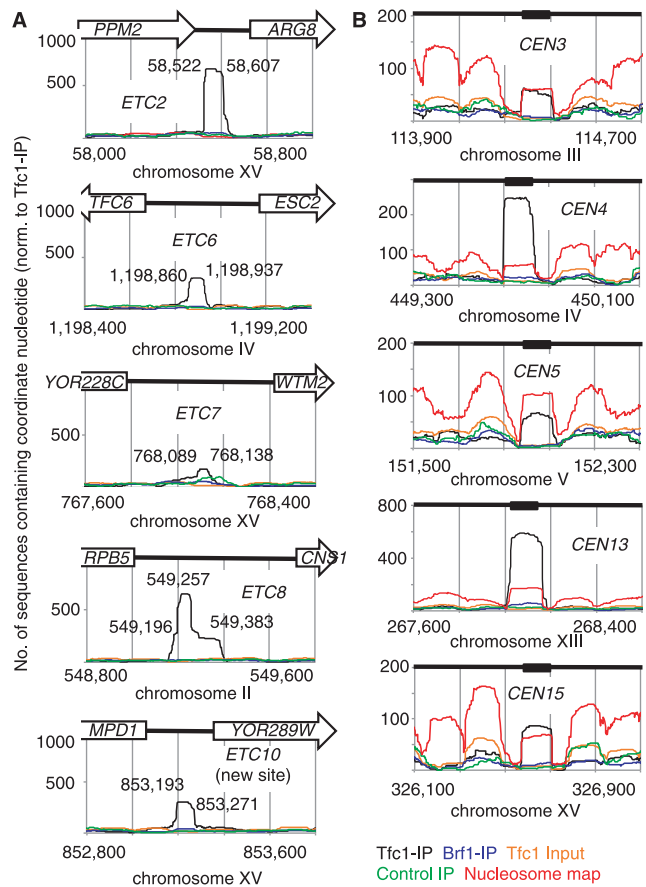 A
No. of sequences containing coordinate nucleotide (norm. to Tfc1-IP)
PPM2 ARG8
1000
500
58,522 58,607
ETC2
58,000 58,800
chromosome XV
TFC6 ESC2
1000
500
ETC6
1,198,860 1,198,937
1,198,400 1,199,200
chromosome IV
YOR228C WTM2
500
ETC7
768,089 768,138
767,600 768,400
chromosome XV
RPB5 CNS1
500
549,257 ETC8
549,196 549,383
548,800 549,600
chromosome II
MPD1 YOR289W
1000
500
ETC10
(new site)
853,193
853,271
852,800 853,600
chromosome XV
B
200
100
CEN3
113,900 114,700
chromosome III
200
100
CEN4
449,300 450,100
chromosome IV
200
100
CEN5
151,500 152,300
chromosome V
800
400
CEN13
267,600 268,400
chromosome XIII
200
100
CEN15
326,100 326,900
chromosome XV
Tfc1-IP Brf1-IP Tfc1 Input
Control IP Nucleosome map